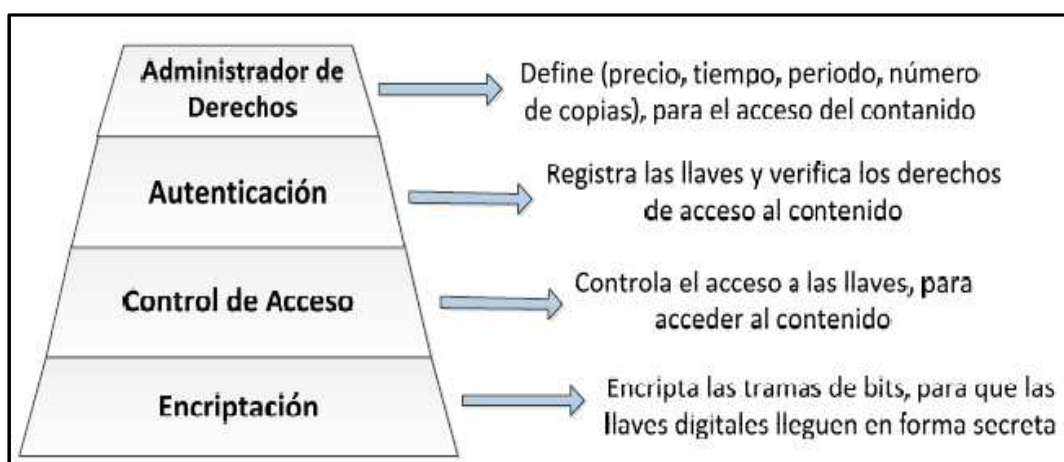 Administrador de
Derechos
Define (precio, tiempo, periodo, número
de copias), para el acceso del contanido
Autenticación
Registra las llaves y verifica los derechos
de acceso al contenido
Control de Acceso
Controla el acceso a las llaves, para
acceder al contenido
Encriptación
Encripta las tramas de bits, para que las
llaves digitales lleguen en forma secreta